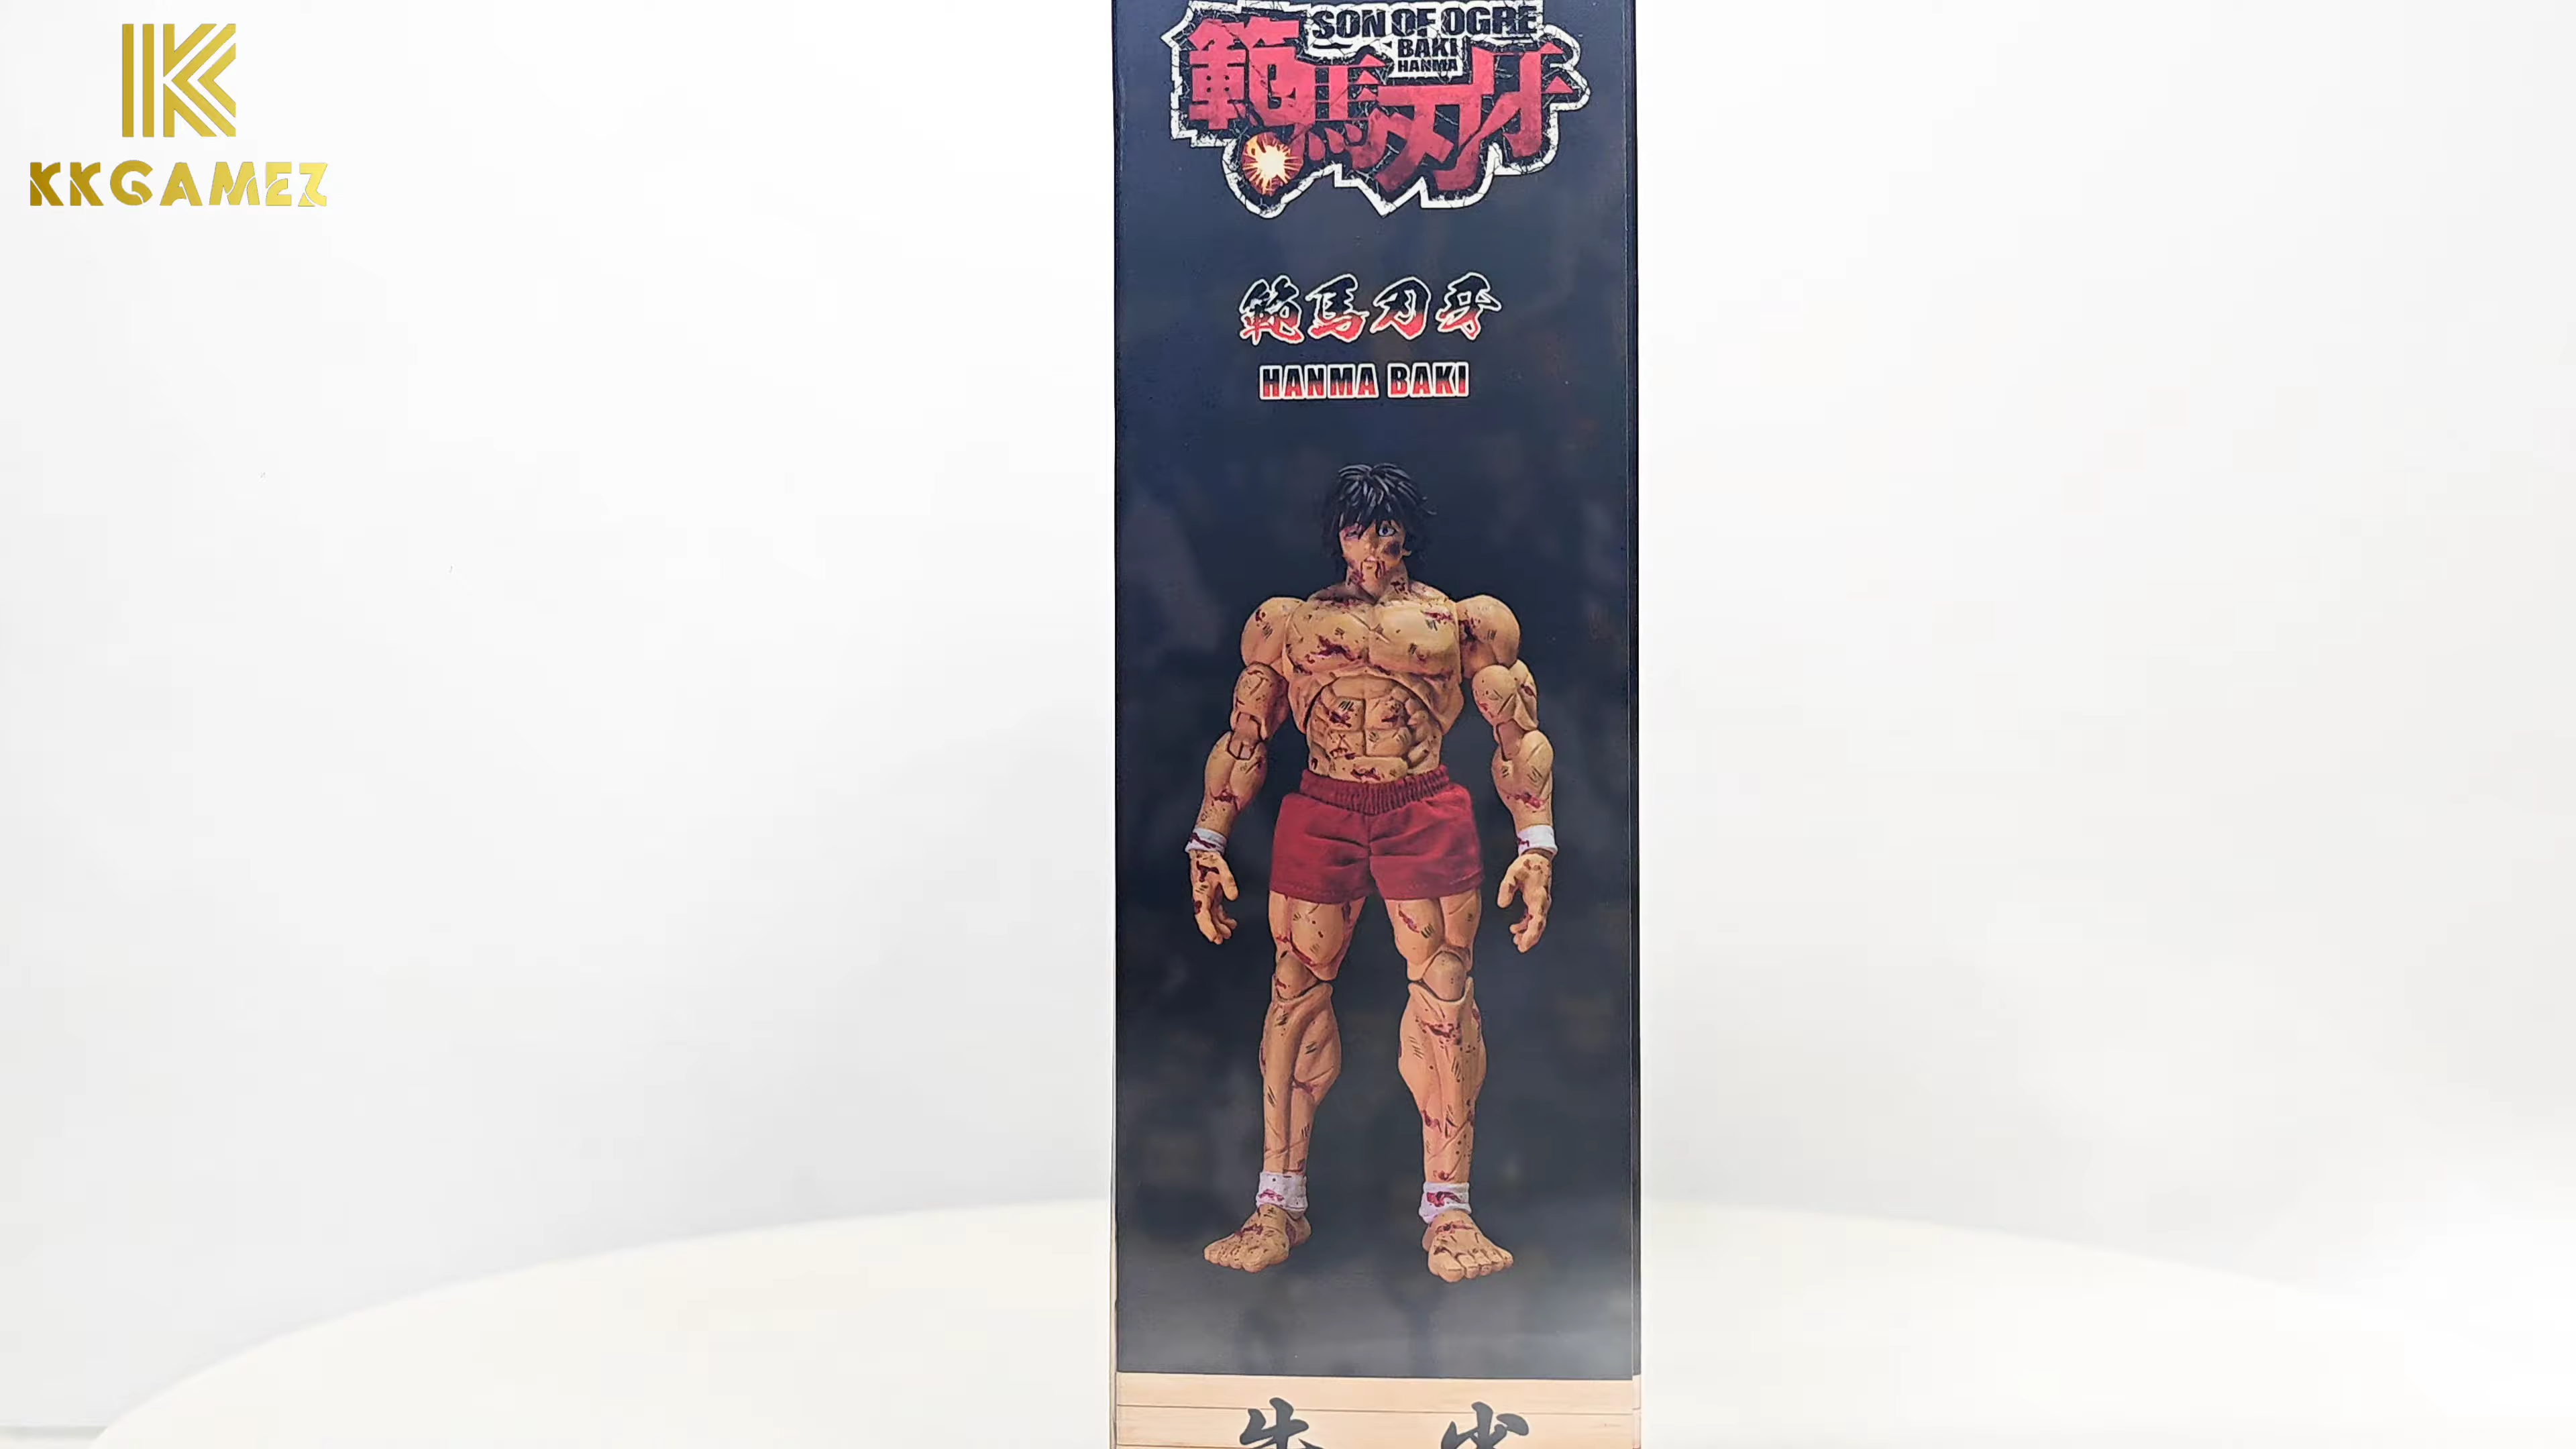 KKGAMEZ
SON OF OGRE
BAKI
HANMA
範馬刃牙
範馬刃牙
HANMA BAKI